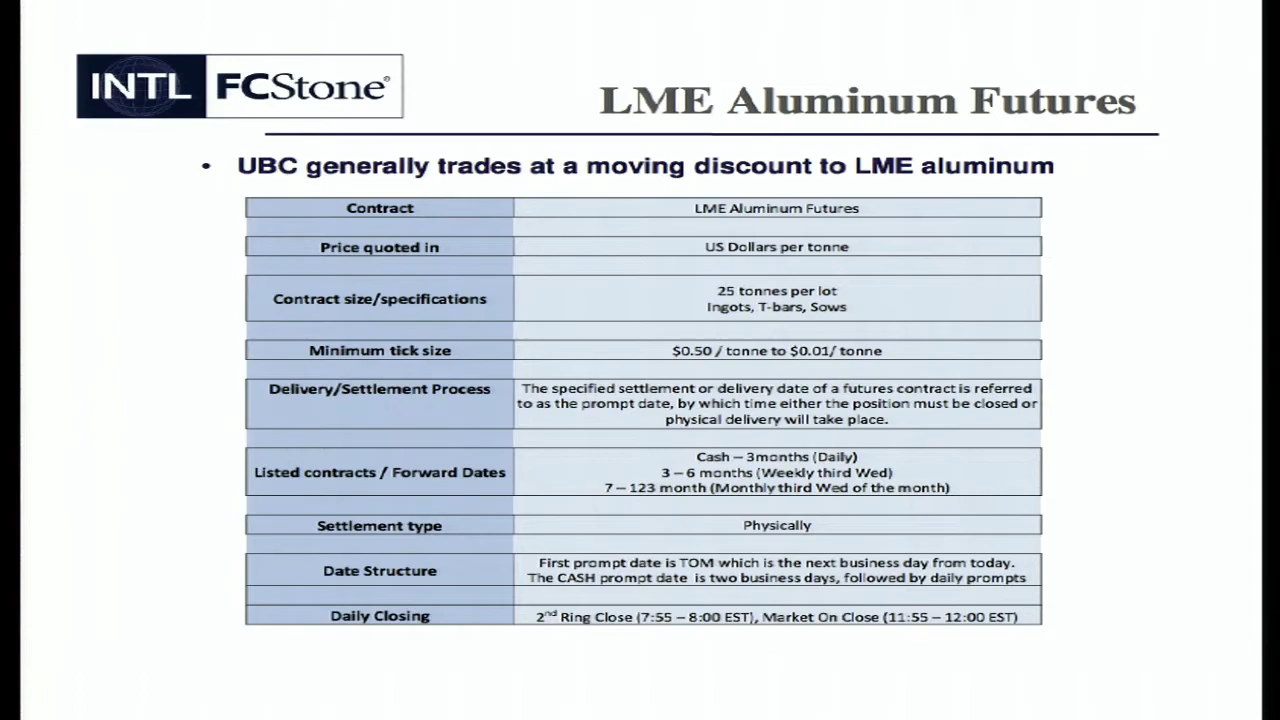 INTL FCStone®
LME Aluminum Futures
• UBC generally trades at a moving discount to LME aluminum
Contract LME Aluminum Futures
Price quoted in US Dollars per tonne
Contract size/specifications 25 tonnes per lot
Ingots, T-bars, Sows
Minimum tick size $0.50 / tonne to $0.01/ tonne
Delivery/Settlement Process The specified settlement or delivery date of a futures contract is referred
to as the prompt date, by which time either the position must be closed or
physical delivery will take place.
Listed contracts / Forward Dates Cash – 3months (Daily)
3 – 6 months (Weekly third Wed)
7 – 123 month (Monthly third Wed of the month)
Settlement type Physically
Date Structure First prompt date is TOM which is the next business day from today.
The CASH prompt date is two business days, followed by daily prompts
Daily Closing 2nd Ring Close (7:55 – 8:00 EST), Market On Close (11:55 – 12:00 EST)